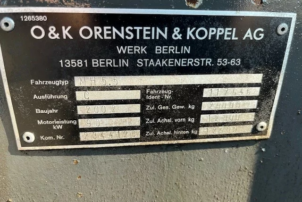 1265380
O&K ORENSTEIN & KOPPEL AG
WERK BERLIN
13581 BERLIN STAAKENERSTR. 53-63
Fahrzeugtyp
Fahrzeug-
Ident-Nr.
Ausführung
Baujahr
Zul. Ges. Gew. kg
Motorleistung
kW
Zul. Achsl. vorn kg
Kom. Nr.
Zul. Achsl. hinten kg